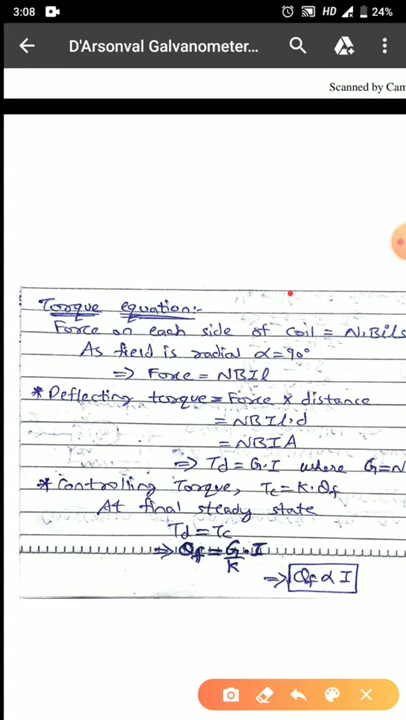 3:08 HD 24%
D'Arsonval Galvanometer...
Scanned by Cam
Torque equation:-
Force on each side of coil = N.Bils
As field is radial α=90°
⇒ Force = NBIl
* Deflecting torque = Force × distance
= NBIl.d
= NBIA
⇒ Td = G.I where G=N
* Controlling Torque, Tc = K.θf
At final steady state
Td = Tc
⇒ θf = G/K . I
⇒ θf α I